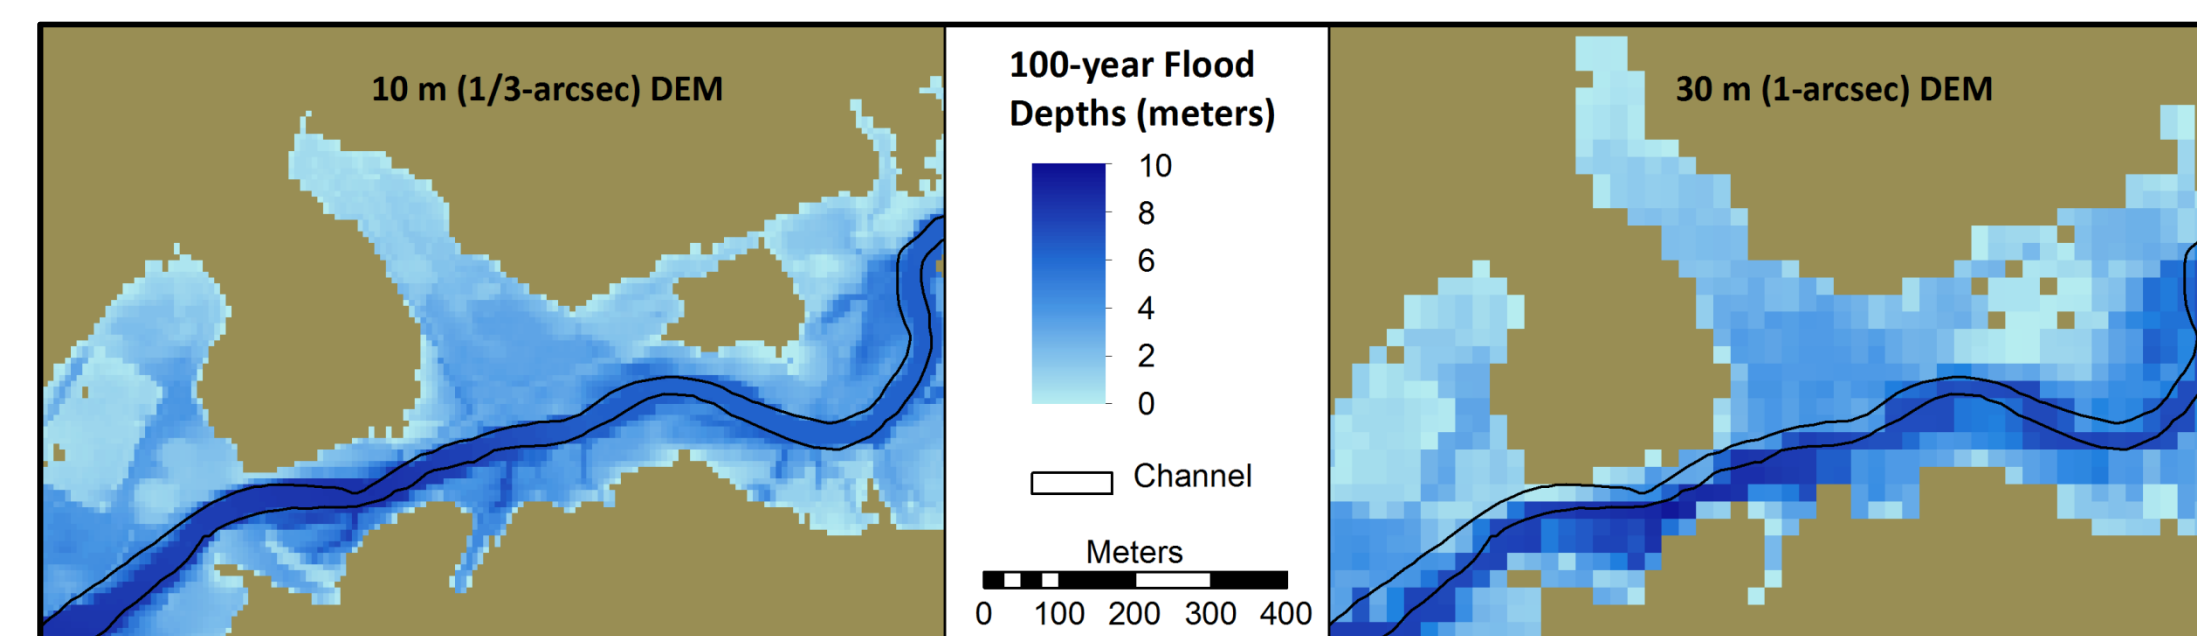 10 m (1/3-arcsec) DEM
100-year Flood
Depths (meters)
10
8
6
4
2
0
Channel
Meters
0 100 200 300 400
30 m (1-arcsec) DEM